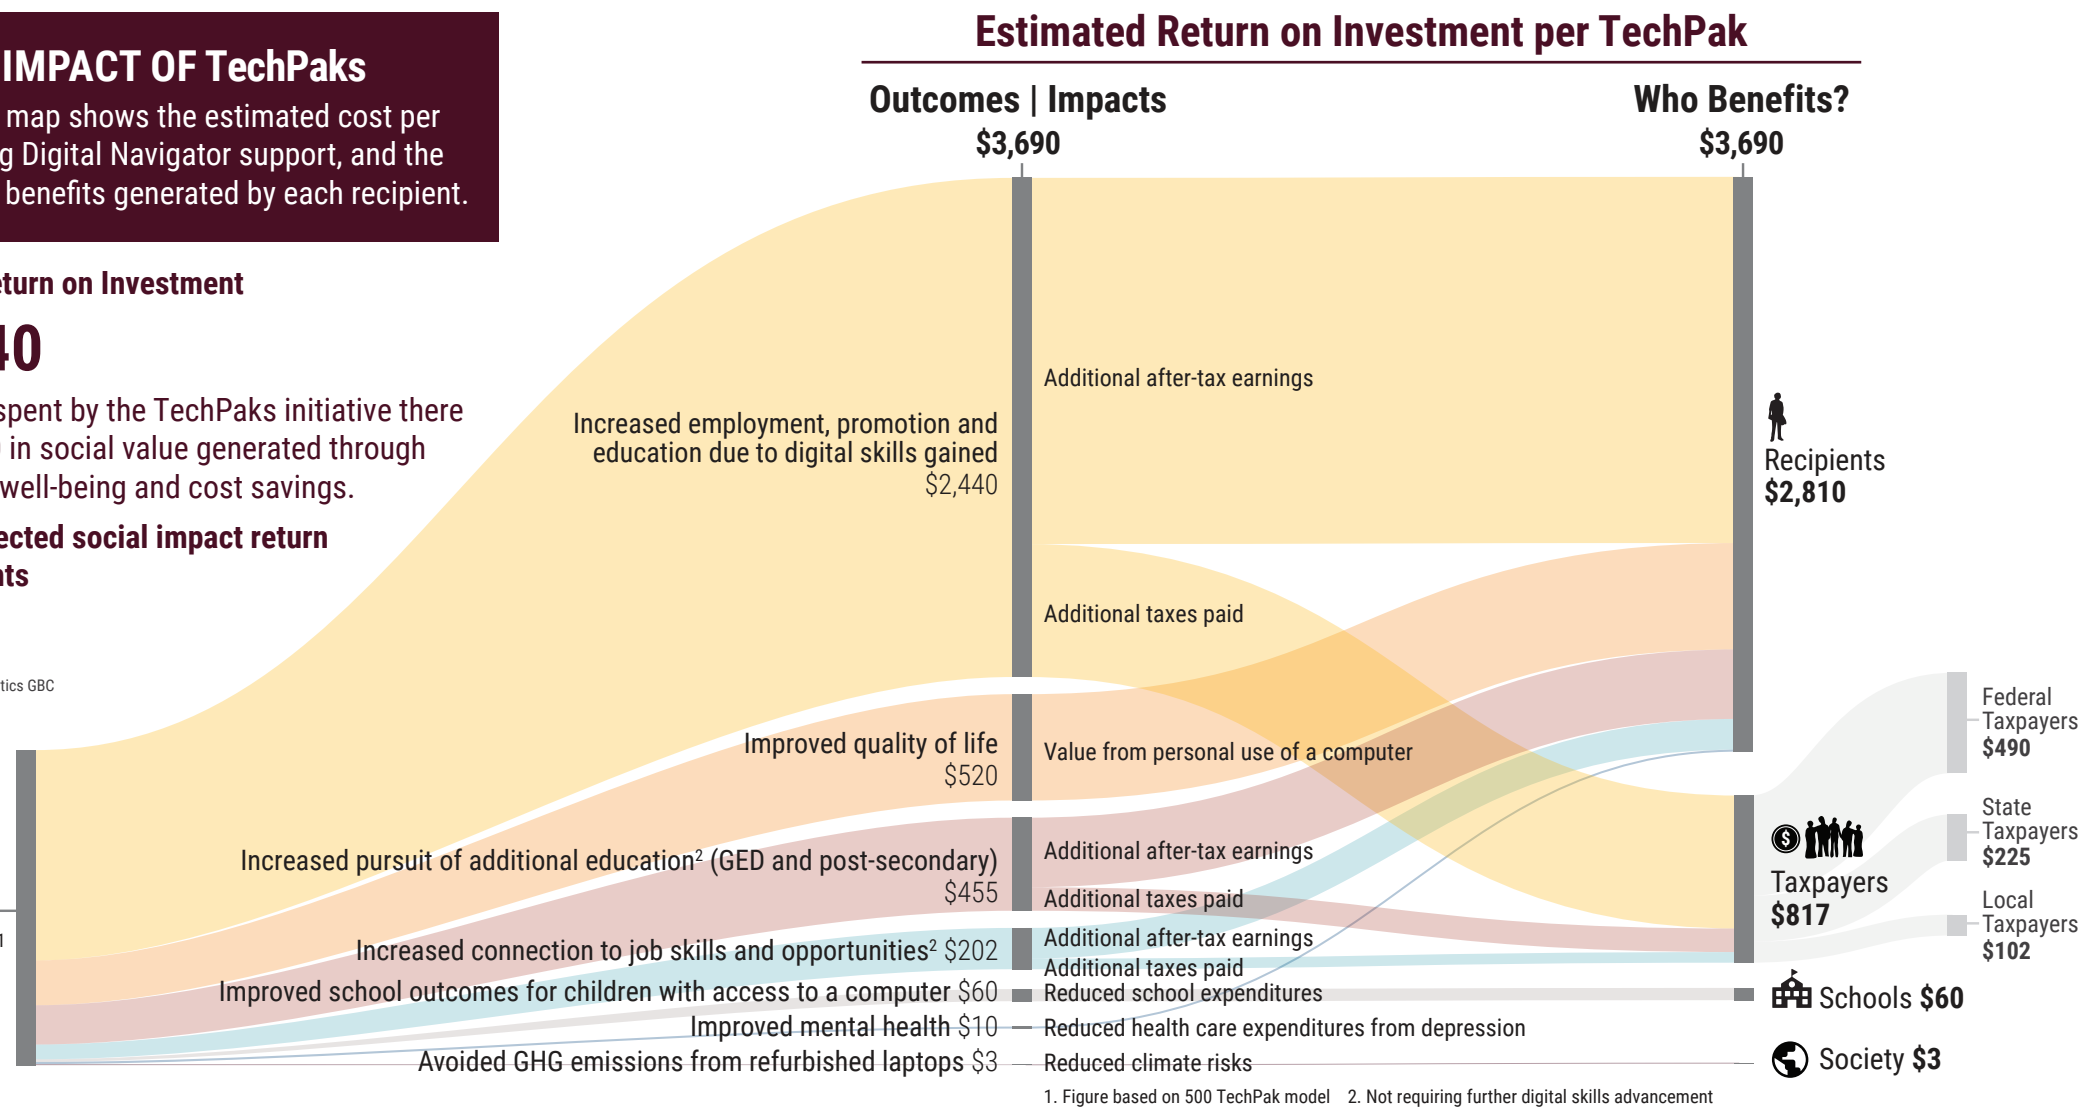 IMPACT OF TechPaks
map shows the estimated cost per
Digital Navigator support, and the
benefits generated by each recipient.
on Investment
spent by the TechPaks initiative there
in social value generated through
well-being and cost savings.
social impact return
GBC
1
Estimated Return on Investment per TechPak
Outcomes | Impacts
$3,690
Who Benefits?
$3,690
Increased employment, promotion and
education due to digital skills gained
$2,440
Improved quality of life
$520
Increased pursuit of additional education² (GED and post-secondary)
$455
Increased connection to job skills and opportunities² $202
Improved school outcomes for children with access to a computer $60
Improved mental health $10
Avoided GHG emissions from refurbished laptops $3
Additional after-tax earnings
Additional taxes paid
Value from personal use of a computer
Additional after-tax earnings
Additional taxes paid
Additional after-tax earnings
Additional taxes paid
Reduced school expenditures
Reduced health care expenditures from depression
Reduced climate risks
Recipients
$2,810
$
Taxpayers
$817
Schools $60
Society $3
Federal
Taxpayers
$490
State
Taxpayers
$225
Local
Taxpayers
$102
1. Figure based on 500 TechPak model 2. Not requiring further digital skills advancement